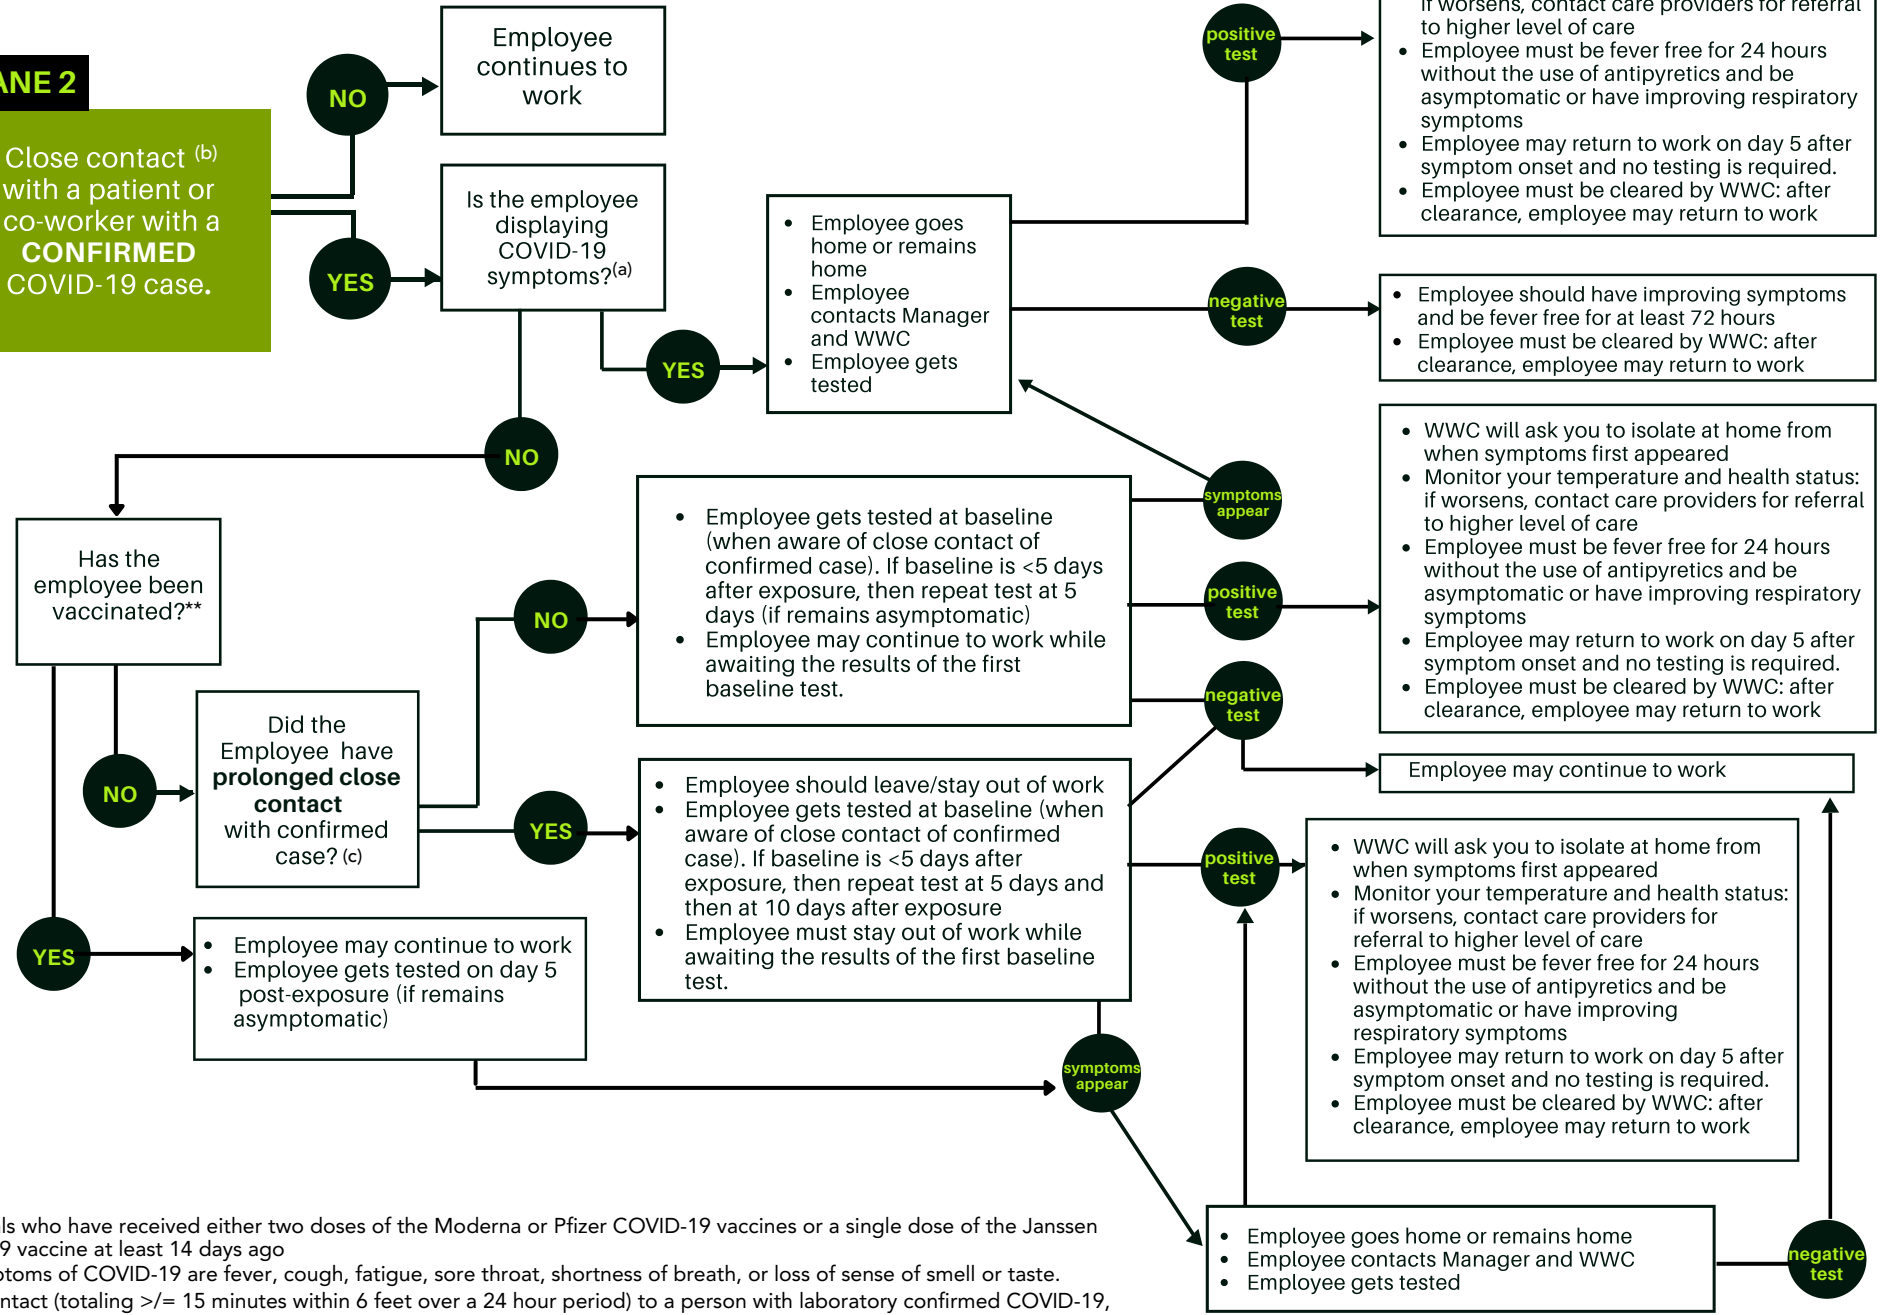 ANE 2
Close contact (b)
with a patient or
co-worker with a
CONFIRMED
COVID-19 case.
NO
Employee
continues to
work
YES
Is the employee
displaying
COVID-19
symptoms?(a)
YES
• Employee goes
home or remains
home
• Employee
contacts Manager
and WWC
• Employee gets
tested
positive
test
if worsens, contact care providers for referral
to higher level of care
• Employee must be fever free for 24 hours
without the use of antipyretics and be
asymptomatic or have improving respiratory
symptoms
• Employee may return to work on day 5 after
symptom onset and no testing is required.
• Employee must be cleared by WWC: after
clearance, employee may return to work
negative
test
• Employee should have improving symptoms
and be fever free for at least 72 hours
• Employee must be cleared by WWC: after
clearance, employee may return to work
NO
Has the
employee been
vaccinated?**
NO
Did the
Employee have
prolonged close
contact
with confirmed
case? (c)
NO
• Employee gets tested at baseline
(when aware of close contact of
confirmed case). If baseline is <5 days
after exposure, then repeat test at 5
days (if remains asymptomatic)
• Employee may continue to work while
awaiting the results of the first
baseline test.
symptoms
appear
positive
test
• WWC will ask you to isolate at home from
when symptoms first appeared
• Monitor your temperature and health status:
if worsens, contact care providers for referral
to higher level of care
• Employee must be fever free for 24 hours
without the use of antipyretics and be
asymptomatic or have improving respiratory
symptoms
• Employee may return to work on day 5 after
symptom onset and no testing is required.
• Employee must be cleared by WWC: after
clearance, employee may return to work
negative
test
Employee may continue to work
YES
• Employee should leave/stay out of work
• Employee gets tested at baseline (when
aware of close contact of confirmed
case). If baseline is <5 days after
exposure, then repeat test at 5 days and
then at 10 days after exposure
• Employee must stay out of work while
awaiting the results of the first baseline
test.
positive
test
• WWC will ask you to isolate at home from
when symptoms first appeared
• Monitor your temperature and health status:
if worsens, contact care providers for
referral to higher level of care
• Employee must be fever free for 24 hours
without the use of antipyretics and be
asymptomatic or have improving
respiratory symptoms
• Employee may return to work on day 5 after
symptom onset and no testing is required.
• Employee must be cleared by WWC: after
clearance, employee may return to work
YES
• Employee may continue to work
• Employee gets tested on day 5
post-exposure (if remains
asymptomatic)
symptoms
appear
• Employee goes home or remains home
• Employee contacts Manager and WWC
• Employee gets tested
negative
test
ls who have received either two doses of the Moderna or Pfizer COVID-19 vaccines or a single dose of the Janssen
9 vaccine at least 14 days ago
ptoms of COVID-19 are fever, cough, fatigue, sore throat, shortness of breath, or loss of sense of smell or taste.
ntact (totaling >/= 15 minutes within 6 feet over a 24 hour period) to a person with laboratory confirmed COVID-19,